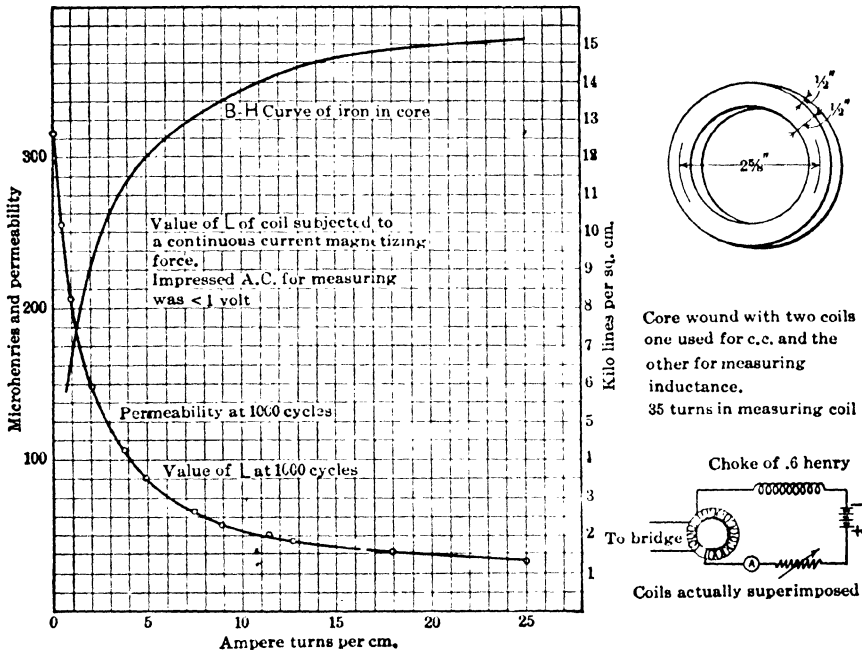 Microhenries and permeability
300
200
100
B-H Curve of iron in core
Value of L of coil subjected to
a continuous current magnetizing
force.
Impressed A.C. for measuring
was < 1 volt
Permeability at 1000 cycles
Value of L at 1000 cycles
15
14
13
12
11
10
9
8
7
6
5
4
3
2
1
Kilo lines per sq. cm.
0
5
10
15
20
25
Ampere turns per cm.
½"
½"
2⅝"
Core wound with two coils
one used for c.c. and the
other for measuring
inductance.
35 turns in measuring coil
Choke of .6 henry
To bridge
A
+
Coils actually superimposed